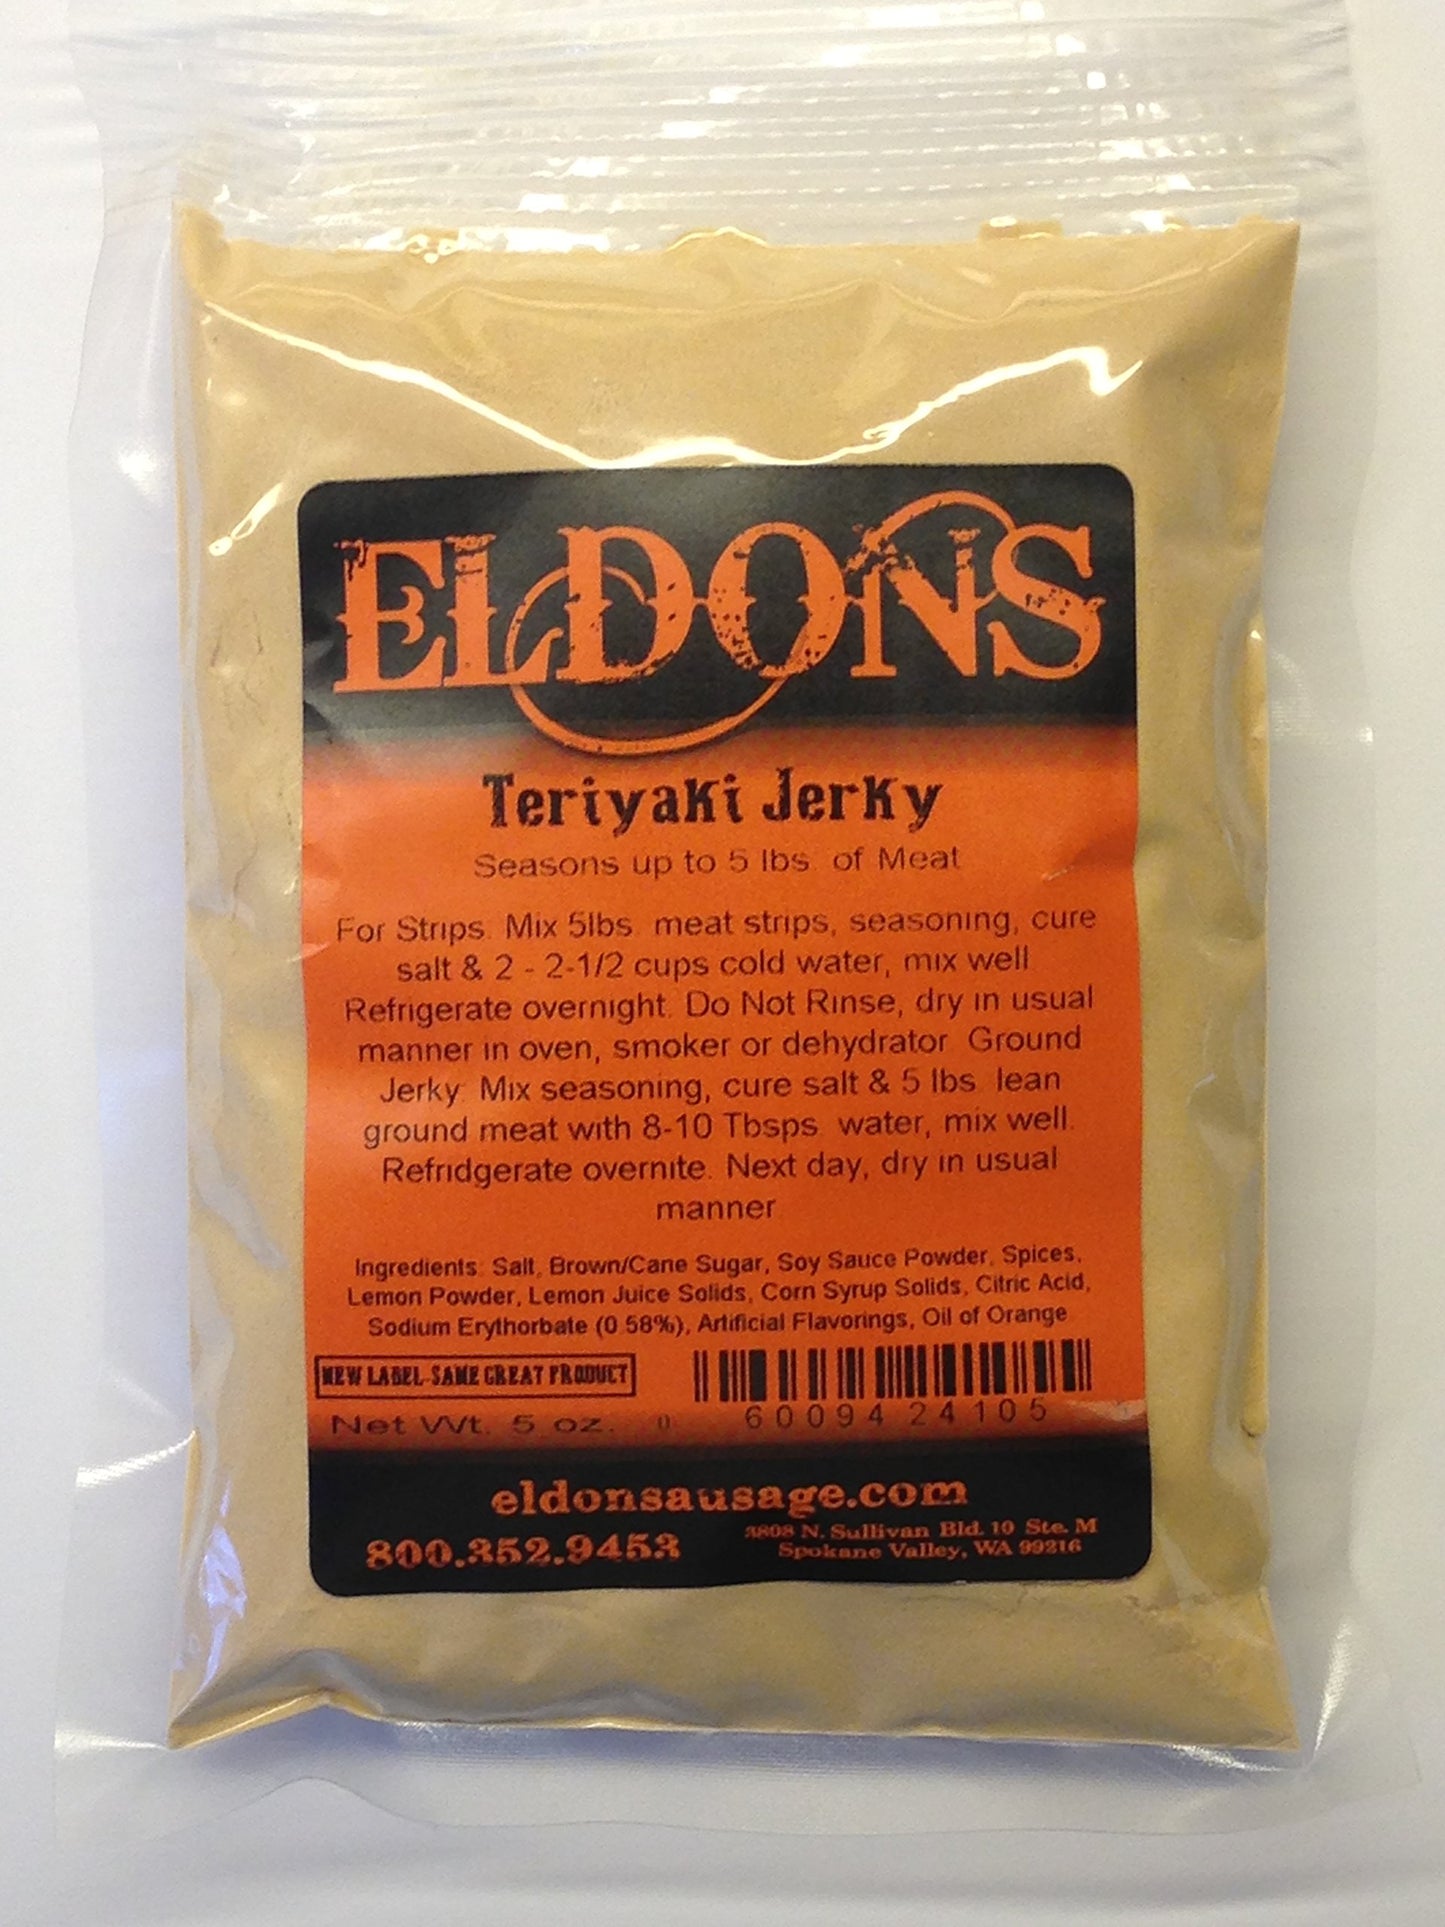 ELDONS
Teriyaki Jerky
Seasons up to 5 lbs. of Meat
For Strips: Mix 5lbs. meat strips, seasoning, cure
salt & 2 - 2-1/2 cups cold water, mix well
Refrigerate overnight. Do Not Rinse, dry in usual
manner in oven, smoker or dehydrator. Ground
Jerky: Mix seasoning, cure salt & 5 lbs. lean
ground meat with 8-10 Tbsps. water, mix well.
Refridgerate overnite. Next day, dry in usual
manner
Ingredients: Salt, Brown/Cane Sugar, Soy Sauce Powder, Spices,
Lemon Powder, Lemon Juice Solids, Corn Syrup Solids, Citric Acid,
Sodium Erythorbate (0.58%), Artificial Flavorings, Oil of Orange
NEW LABEL-SAME GREAT PRODUCT
Net Wt. 5 oz.
0 60094 24105
eldonsausage.com
800.352.9453
3808 N. Sullivan Bld. 10 Ste. M
Spokane Valley, WA 99216